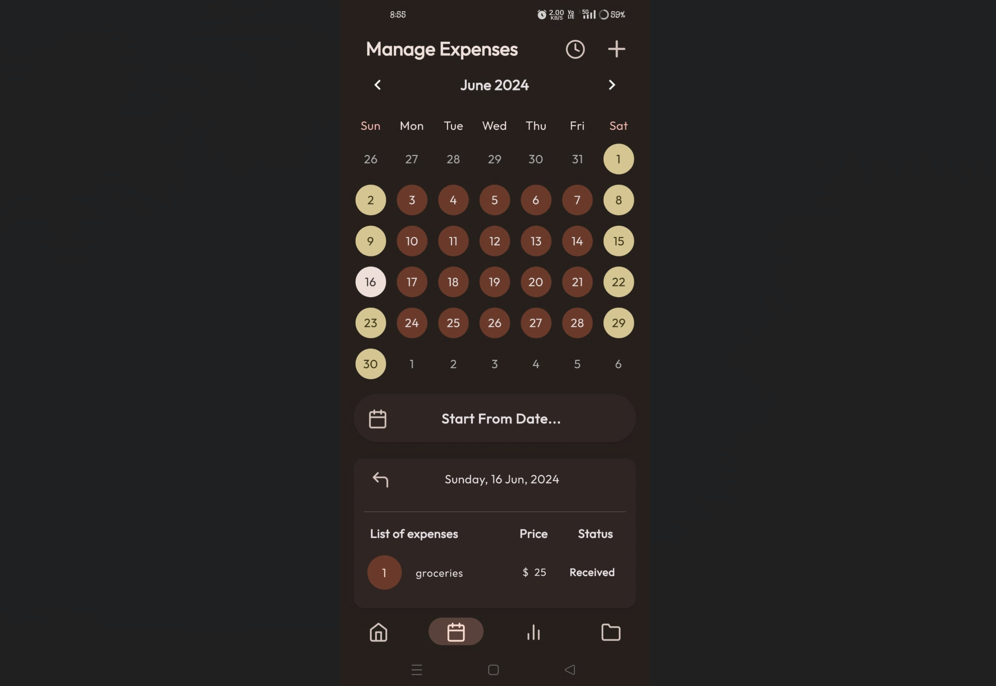 8:55 2.00 KB/S Vo LTE 5G 59%
Manage Expenses
June 2024
Sun Mon Tue Wed Thu Fri Sat
26 27 28 29 30 31 1
2 3 4 5 6 7 8
9 10 11 12 13 14 15
16 17 18 19 20 21 22
23 24 25 26 27 28 29
30 1 2 3 4 5 6
Start From Date...
Sunday, 16 Jun, 2024
List of expenses Price Status
1 groceries $ 25 Received